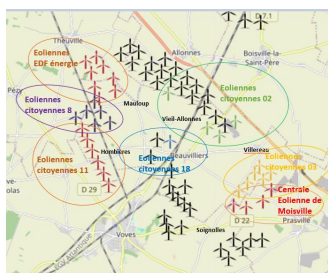 D 7.1
Theuville
Allonnes
Boisville-la
Saint-Père
Eoliennes
EDF énergie
Pézy
Eoliennes
citoyennes 8
Mauloup
Eoliennes
citoyennes 02
Vieil-Allonnes
Hombières
Eoliennes
citoyennes 11
Eoliennes
citoyennes 18
Beauvilliers
Villereau
Eoliennes
citoyennes 03
Centrale
Eolienne de
Moisville
D 29
D 22
Prasville
Voves
Soignolles